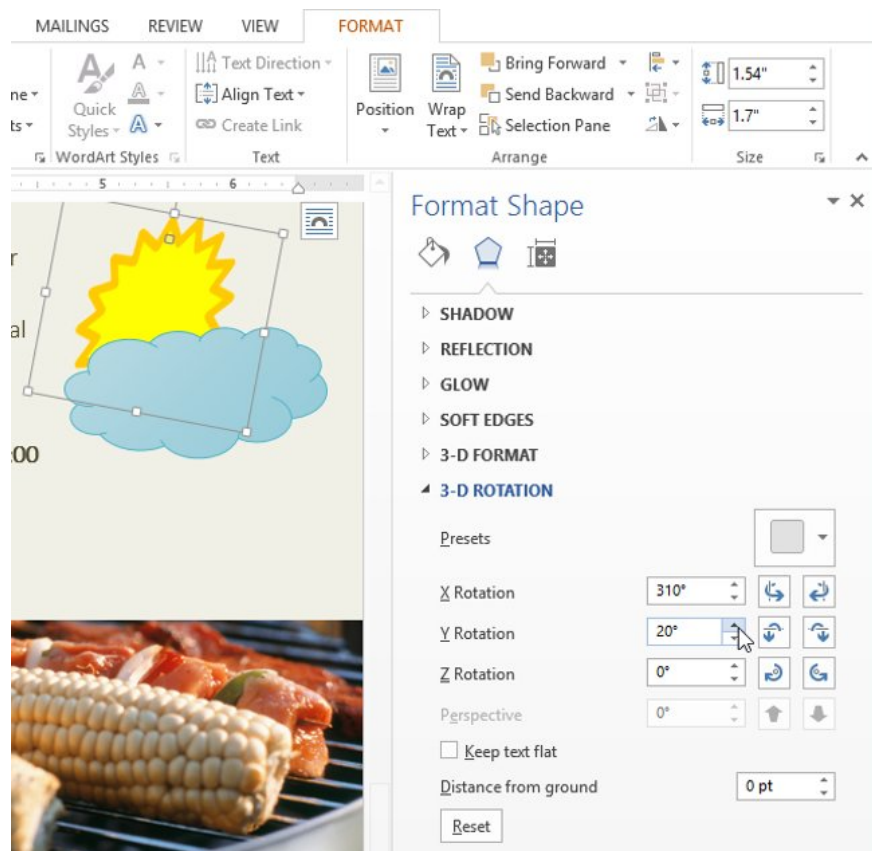 MAILINGS REVIEW VIEW FORMAT
Text Direction
Bring Forward
1.54"
ne
Align Text
Send Backward
Quick
Position
Wrap
ts
Styles
Create Link
Text
Selection Pane
1.7"
WordArt Styles
Text
Arrange
Size
5 6
Format Shape
r
al
:00
SHADOW
REFLECTION
GLOW
SOFT EDGES
3-D FORMAT
3-D ROTATION
Presets
X Rotation 310°
Y Rotation 20°
Z Rotation 0°
Perspective 0°
Keep text flat
Distance from ground 0 pt
Reset